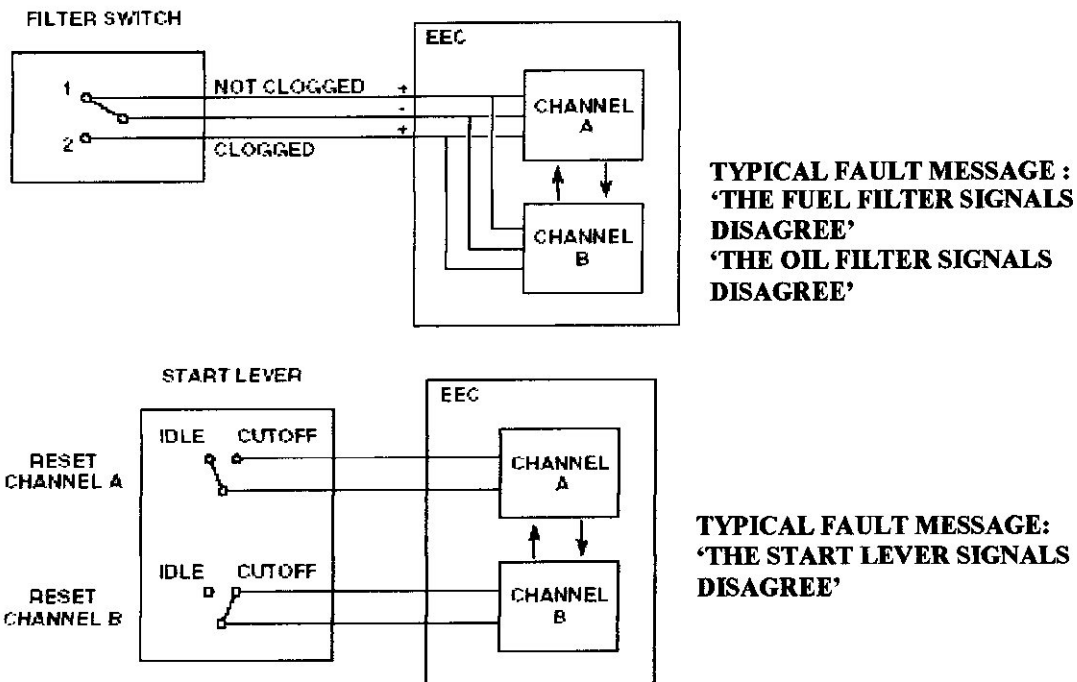 FILTER SWITCH
EEC
1
NOT CLOGGED
+
-
+
2
CLOGGED
CHANNEL
A
CHANNEL
B
TYPICAL FAULT MESSAGE :
‘THE FUEL FILTER SIGNALS
DISAGREE’
‘THE OIL FILTER SIGNALS
DISAGREE’
START LEVER
EEC
IDLE CUTOFF
RESET
CHANNEL A
CHANNEL
A
IDLE CUTOFF
RESET
CHANNEL B
CHANNEL
B
TYPICAL FAULT MESSAGE:
‘THE START LEVER SIGNALS
DISAGREE’